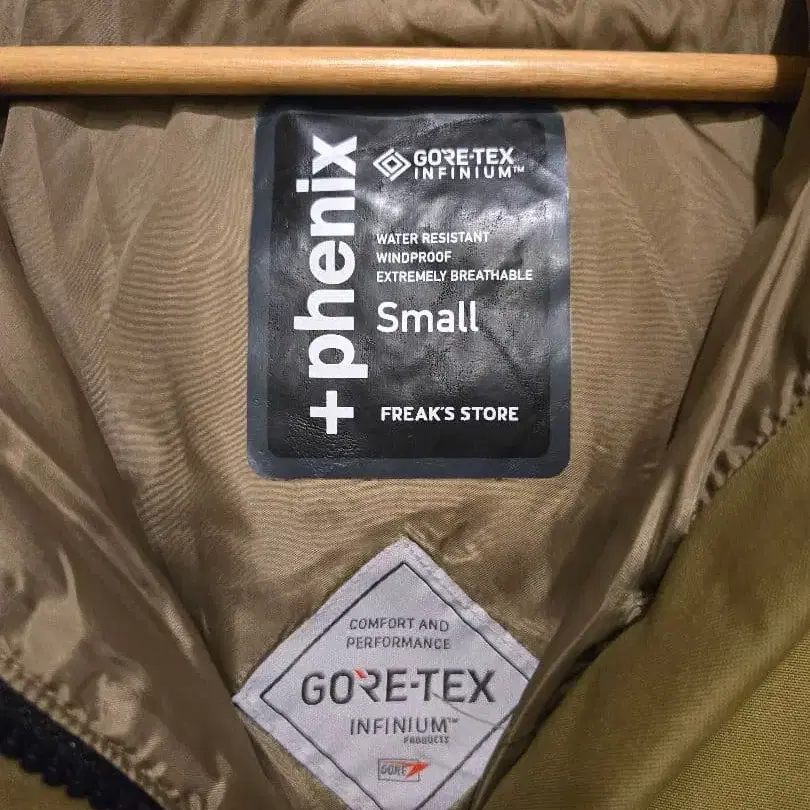 +phenix
GORE-TEX
INFINIUM™
WATER RESISTANT
WINDPROOF
EXTREMELY BREATHABLE
Small
FREAK'S STORE
COMFORT AND
PERFORMANCE
GORE-TEX
INFINIUM™
PRODUCTS
GORE